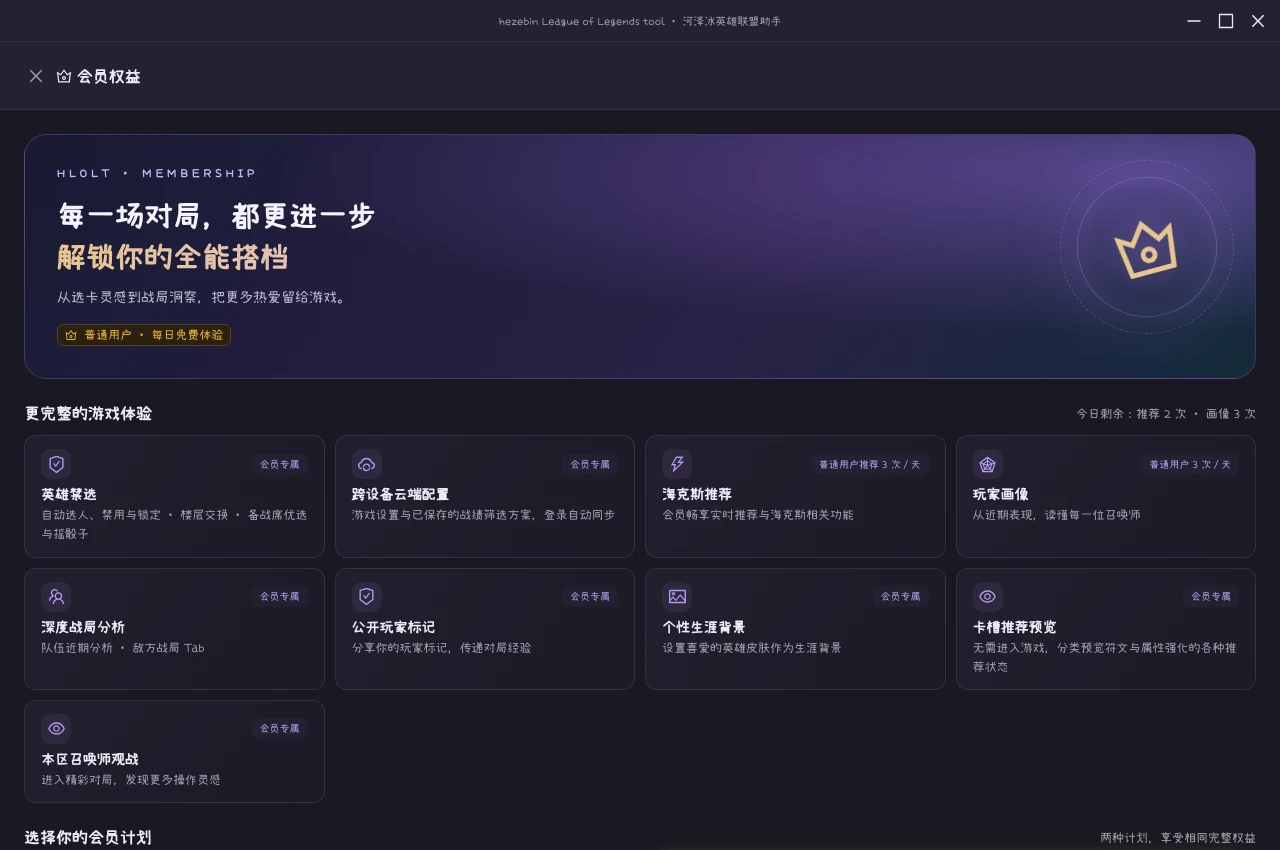 hezebin League of Legends tool · 河泽冰英雄联盟助手
会员权益
HLOLT · MEMBERSHIP
每一场对局，都更进一步
解锁你的全能搭档
从选卡灵感到战局洞察，把更多热爱留给游戏。
普通用户 · 每日免费体验
更完整的游戏体验
今日剩余：推荐 2 次 · 画像 3 次
会员专属
英雄禁选
自动选人、禁用与锁定 · 楼层交换 · 备战席优选
与摇骰子
会员专属
跨设备云端配置
游戏设置与已保存的战绩筛选方案，登录自动同步
普通用户推荐 3 次 / 天
海克斯推荐
会员畅享实时推荐与海克斯相关功能
普通用户 3 次 / 天
玩家画像
从近期表现，读懂每一位召唤师
会员专属
深度战局分析
队伍近期分析 · 敌方战局 Tab
会员专属
公开玩家标记
分享你的玩家标记，传递对局经验
会员专属
个性生涯背景
设置喜爱的英雄皮肤作为生涯背景
会员专属
卡槽推荐预览
无需进入游戏，分类预览符文与属性强化的各种推
荐状态
会员专属
本区召唤师观战
进入精彩对局，发现更多操作灵感
选择你的会员计划
两种计划，享受相同完整权益